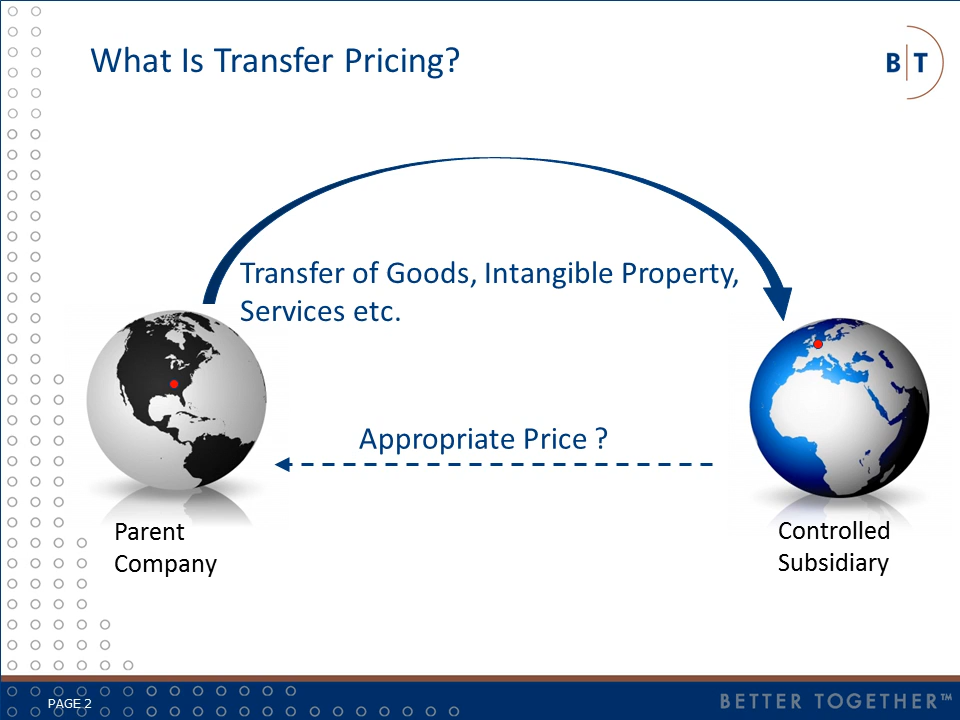 What Is Transfer Pricing?
B T
Transfer of Goods, Intangible Property,
Services etc.
Appropriate Price ?
Parent
Company
Controlled
Subsidiary
PAGE 2
BETTER TOGETHER™